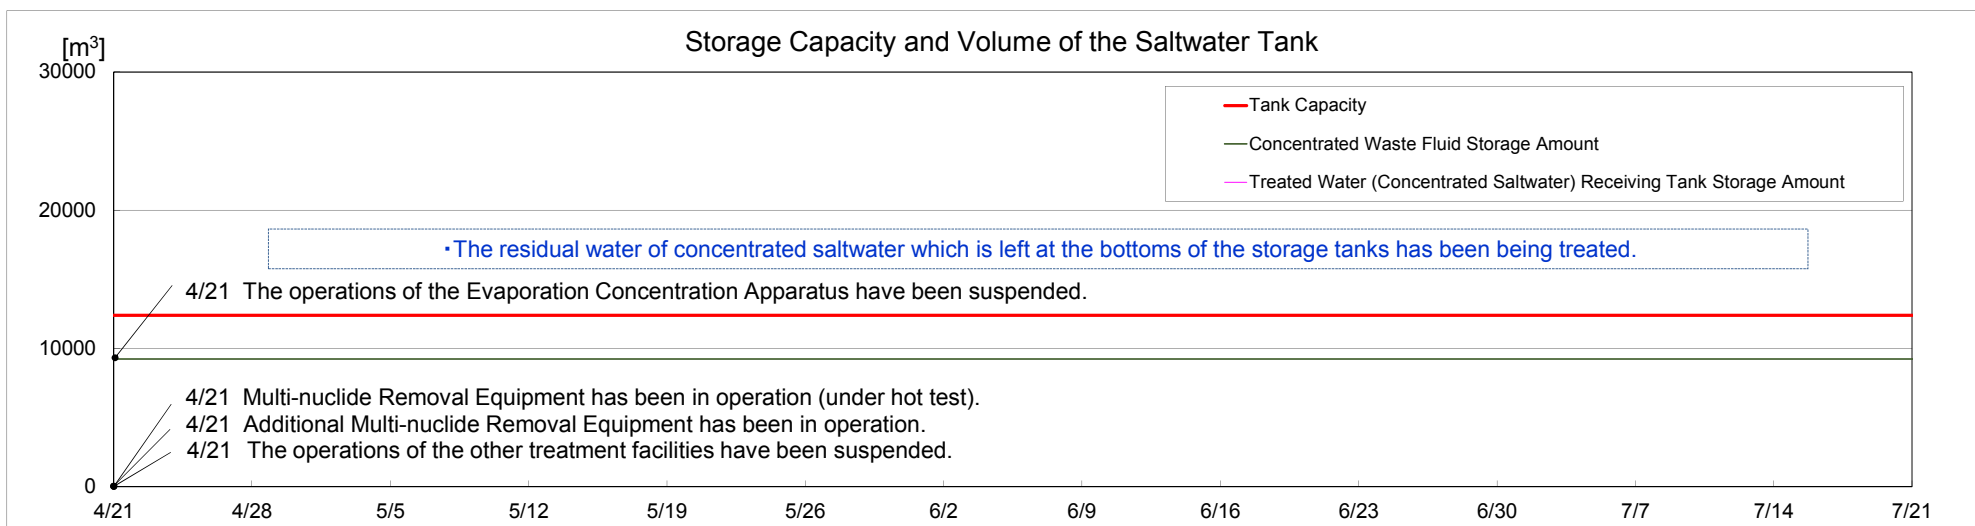 Storage Capacity and Volume of the Saltwater Tank
[m³]
30000
20000
10000
0
Tank Capacity
Concentrated Waste Fluid Storage Amount
Treated Water (Concentrated Saltwater) Receiving Tank Storage Amount
・The residual water of concentrated saltwater which is left at the bottoms of the storage tanks has been being treated.
4/21 The operations of the Evaporation Concentration Apparatus have been suspended.
4/21 Multi-nuclide Removal Equipment has been in operation (under hot test).
4/21 Additional Multi-nuclide Removal Equipment has been in operation.
4/21 The operations of the other treatment facilities have been suspended.
4/21 4/28 5/5 5/12 5/19 5/26 6/2 6/9 6/16 6/23 6/30 7/7 7/14 7/21